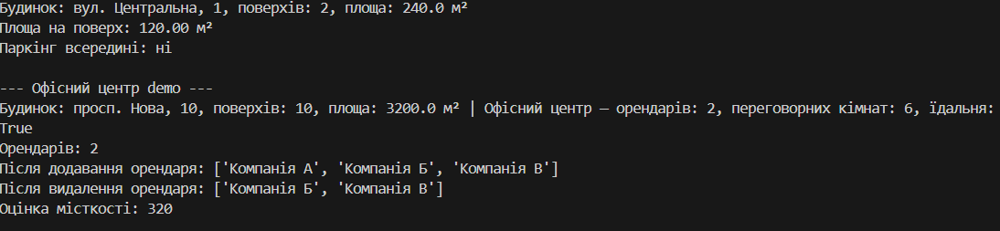 Будинок: вул. Центральна, 1, поверхів: 2, площа: 240.0 м²
Площа на поверх: 120.00 м²
Паркінг всередині: ні
--- Офісний центр demo ---
Будинок: просп. Нова, 10, поверхів: 10, площа: 3200.0 м² | Офісний центр — орендарів: 2, переговорних кімнат: 6, їдальня:
True
Орендарів: 2
Після додавання орендаря: ['Компанія А', 'Компанія Б', 'Компанія В']
Після видалення орендаря: ['Компанія Б', 'Компанія В']
Оцінка місткості: 320